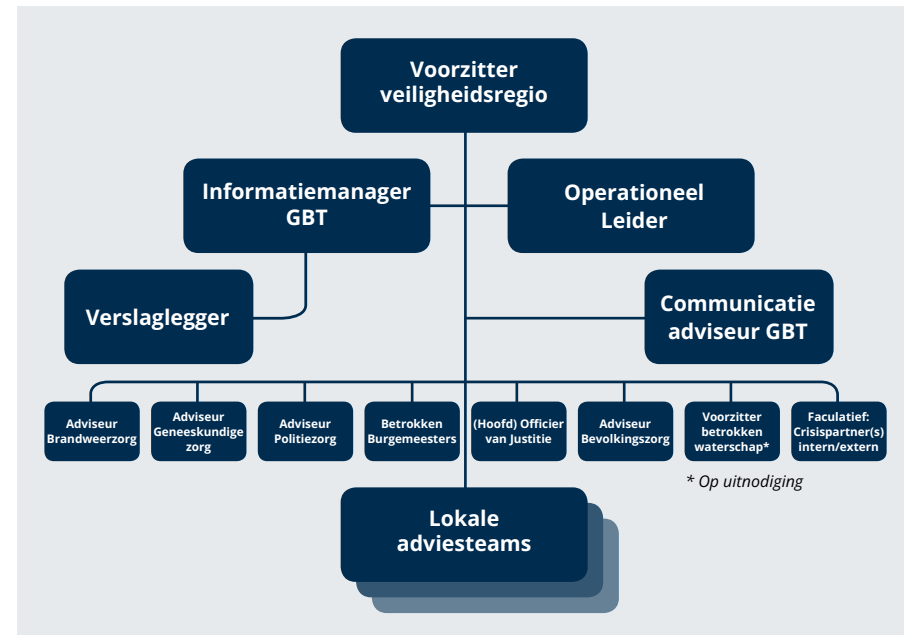 Voorzitter
veiligheidsregio
Informatiemanager
GBT
Operationeel
Leider
Verslaglegger
Communicatie
adviseur GBT
Adviseur
Brandweerzorg
Adviseur
Geneeskundige
zorg
Adviseur
Politiezorg
Betrokken
Burgemeesters
(Hoofd) Officier
van Justitie
Adviseur
Bevolkingszorg
Voorzitter
betrokken
waterschap*
Faculatief:
Crisispartner(s)
intern/extern
* Op uitnodiging
Lokale
adviesteams